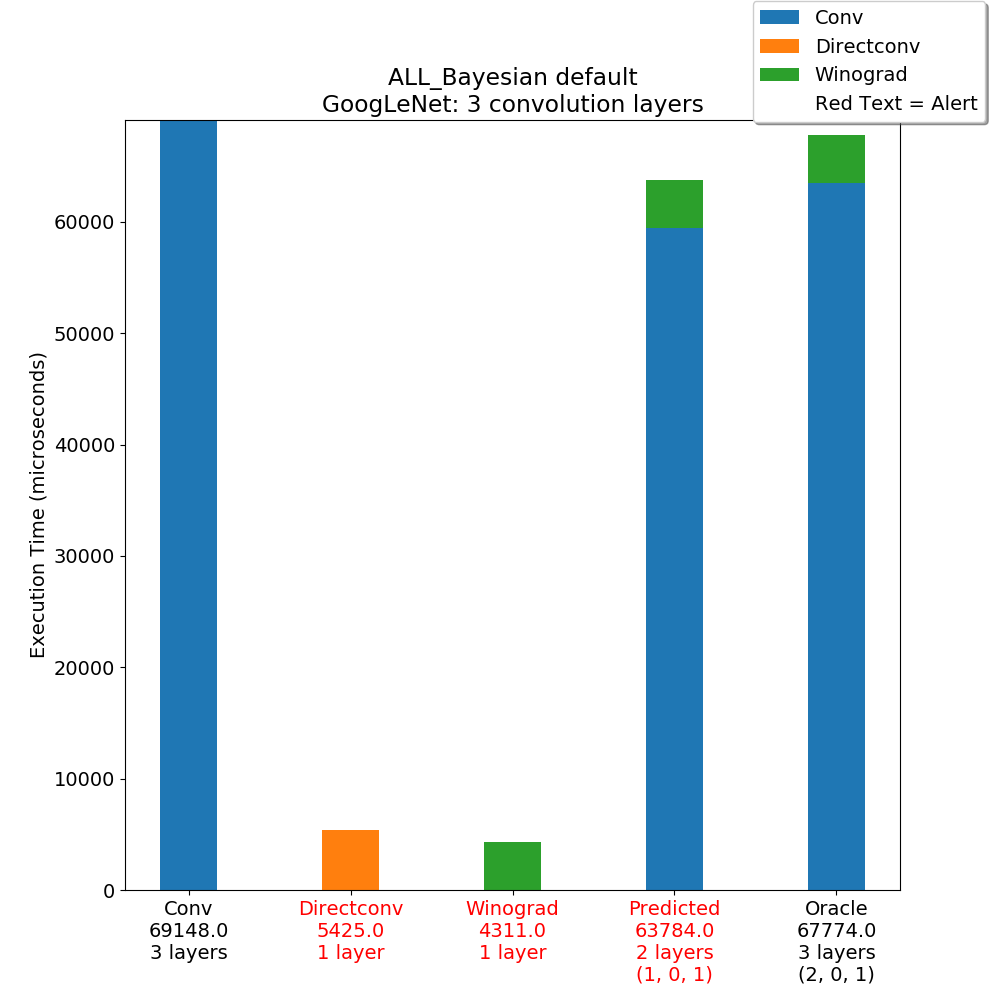 Conv
Directconv
Winograd
Red Text = Alert
ALL_Bayesian default
GoogLeNet: 3 convolution layers
Execution Time (microseconds)
60000
50000
40000
30000
20000
10000
0
Conv
69148.0
3 layers
Directconv
5425.0
1 layer
Winograd
4311.0
1 layer
Predicted
63784.0
2 layers
(1, 0, 1)
Oracle
67774.0
3 layers
(2, 0, 1)